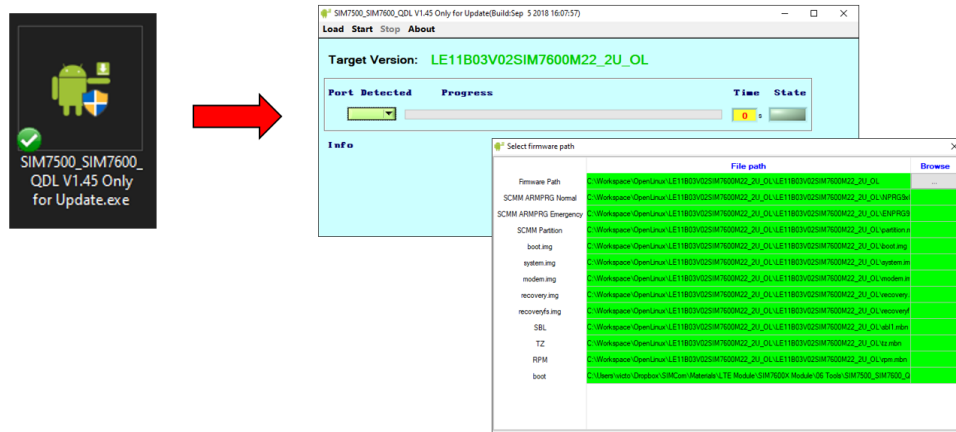 SIM7500_SIM7600_
QDL V1.45 Only
for Update.exe
SIM7500_SIM7600_QDL V1.45 Only for Update(Build:Sep 5 2018 16:07:57)
Load Start Stop About
Target Version: LE11B03V02SIM7600M22_2U_OL
Port Detected Progress Time State
0 s
Info
Select firmware path
File path Browse
Firmware Path C:\Workspace\OpenLinux\LE11B03V02SIM7600M22_2U_OL\LE11B03V02SIM7600M22_2U_OL ...
SCMM ARMPRG Normal C:\Workspace\OpenLinux\LE11B03V02SIM7600M22_2U_OL\LE11B03V02SIM7600M22_2U_OL\NPRG9x
SCMM ARMPRG Emergency C:\Workspace\OpenLinux\LE11B03V02SIM7600M22_2U_OL\LE11B03V02SIM7600M22_2U_OL\ENPRG9
SCMM Partition C:\Workspace\OpenLinux\LE11B03V02SIM7600M22_2U_OL\LE11B03V02SIM7600M22_2U_OL\partition.m
boot.img C:\Workspace\OpenLinux\LE11B03V02SIM7600M22_2U_OL\LE11B03V02SIM7600M22_2U_OL\boot.img
system.img C:\Workspace\OpenLinux\LE11B03V02SIM7600M22_2U_OL\LE11B03V02SIM7600M22_2U_OL\system.im
modem.img C:\Workspace\OpenLinux\LE11B03V02SIM7600M22_2U_OL\LE11B03V02SIM7600M22_2U_OL\modem.im
recovery.img C:\Workspace\OpenLinux\LE11B03V02SIM7600M22_2U_OL\LE11B03V02SIM7600M22_2U_OL\recovery.
recoveryfs.img C:\Workspace\OpenLinux\LE11B03V02SIM7600M22_2U_OL\LE11B03V02SIM7600M22_2U_OL\recoveryf
SBL C:\Workspace\OpenLinux\LE11B03V02SIM7600M22_2U_OL\LE11B03V02SIM7600M22_2U_OL\sbl1.mbn
TZ C:\Workspace\OpenLinux\LE11B03V02SIM7600M22_2U_OL\LE11B03V02SIM7600M22_2U_OL\tz.mbn
RPM C:\Workspace\OpenLinux\LE11B03V02SIM7600M22_2U_OL\LE11B03V02SIM7600M22_2U_OL\rpm.mbn
boot C:\Users\victo\Dropbox\SIMCom\Materials\LTE Module\SIM7600X Module\06 Tools\SIM7500_SIM7600_Q